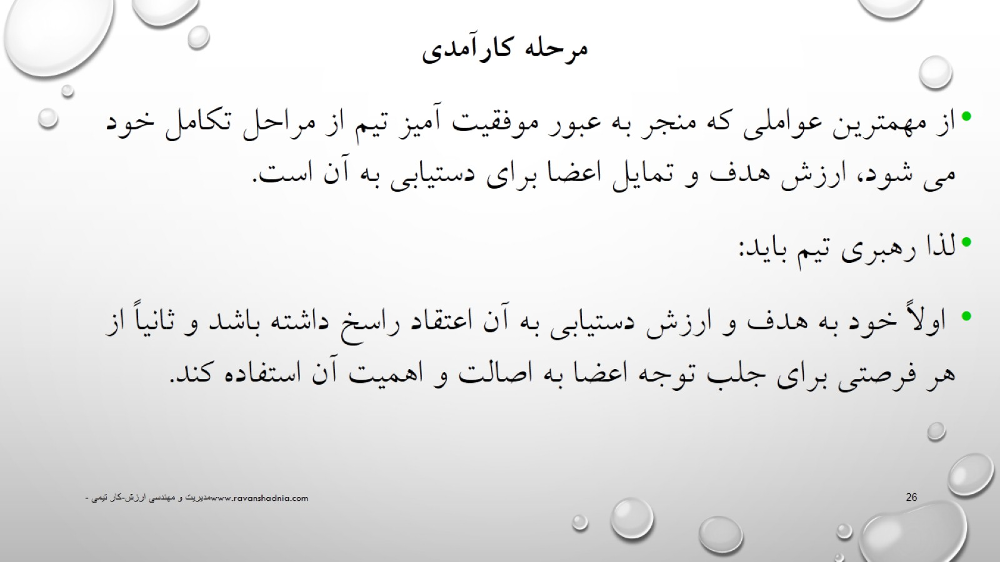 مرحله کارآمدی
• از مهمترین عواملی که منجر به عبور موفقیت آمیز تیم از مراحل تکامل خود
می شود، ارزش هدف و تمایل اعضا برای دستیابی به آن است.
• لذا رهبری تیم باید:
• اولاً خود به هدف و ارزش دستیابی به آن اعتقاد راسخ داشته باشد و ثانیاً از
هر فرصتی برای جلب توجه اعضا به اصالت و اهمیت آن استفاده کند.
www.ravanshadnia.comمدیریت و مهندسی ارزش-کار تیمی -
26